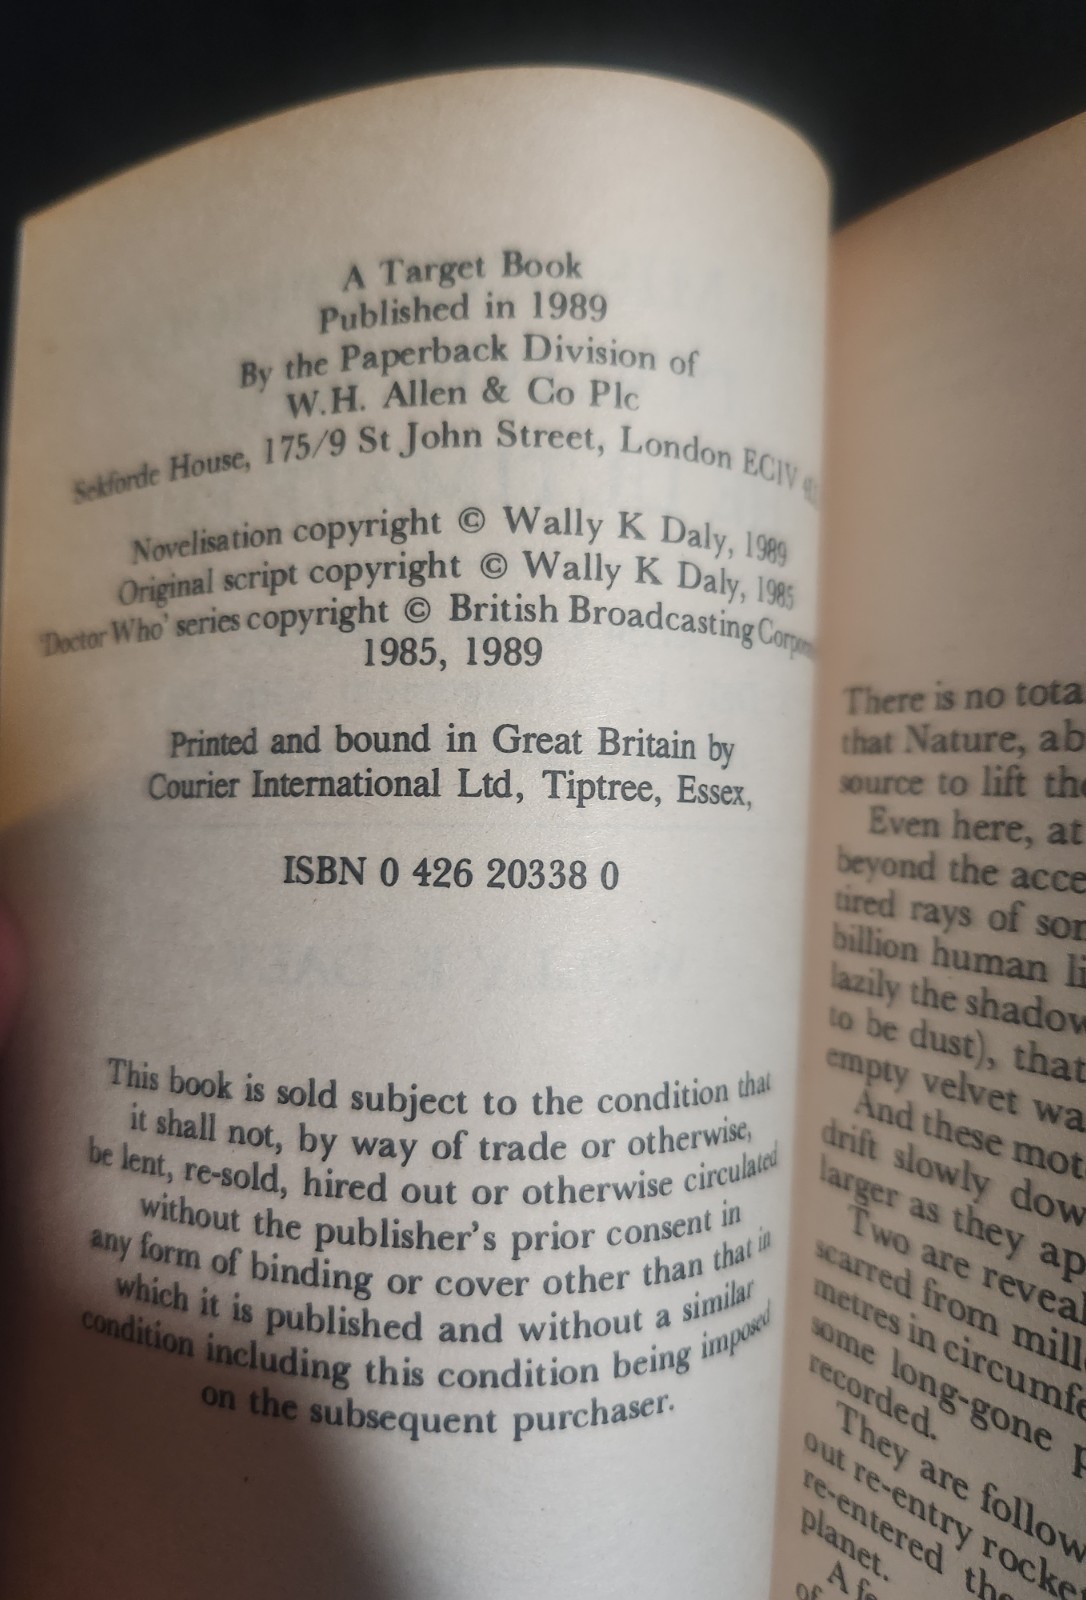 A Target Book
Published in 1989
By the Paperback Division of
W.H. Allen & Co Plc
Sekforde House, 175/9 St John Street, London EC1V
Novelisation copyright © Wally K Daly, 1989
Original script copyright © Wally K Daly, 1985
'Doctor Who' series copyright © British Broadcasting
1985, 1989
Printed and bound in Great Britain by
Courier International Ltd, Tiptree, Essex,
ISBN 0 426 20338 0
This book is sold subject to the condition that
it shall not, by way of trade or otherwise,
be lent, re-sold, hired out or otherwise circulated
without the publisher's prior consent in
any form of binding or cover other than that in
which it is published and without a similar
condition including this condition being imposed
on the subsequent purchaser.
There is no tota
that Nature, ab
source to lift the
Even here, at
beyond the acce
tired rays of sor
billion human li
lazily the shadow
to be dust), that
empty velvet wa
And these mot
drift slowly dow
larger as they ap
Two are reveal
scarred from mill
metres in circumfe
some long-gone p
recorded.
They are follow
out re-entry rocke
re-entered the
planet.
A fe
of